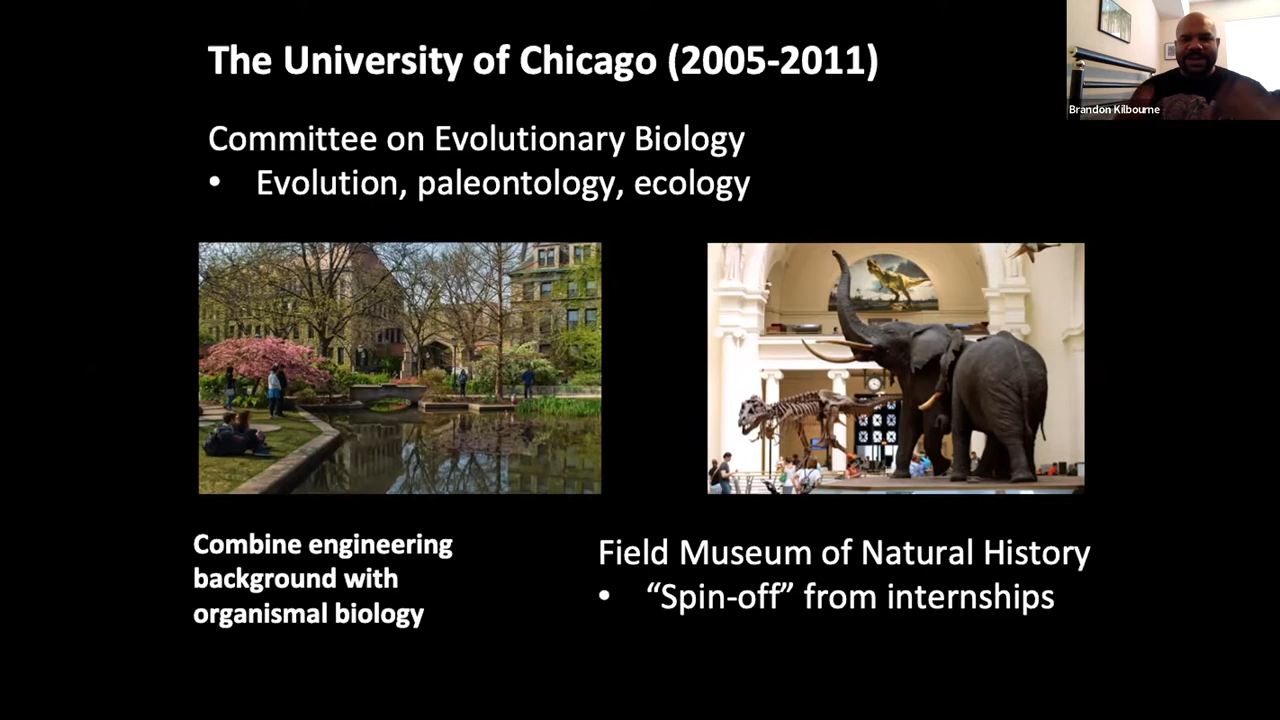 The University of Chicago (2005-2011)
Brandon Kilbourne
Committee on Evolutionary Biology
• Evolution, paleontology, ecology
Combine engineering
background with
organismal biology
Field Museum of Natural History
• “Spin-off” from internships